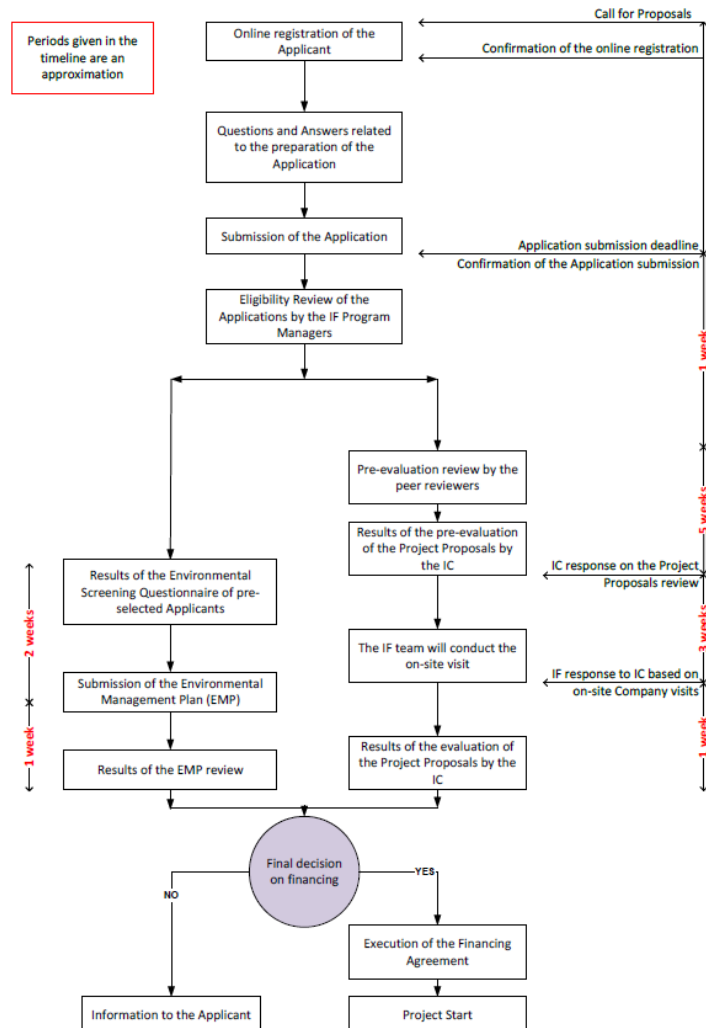 Call for Proposals
Periods given in the
timeline are an
approximation
Online registration of the
Applicant
Confirmation of the online registration
Questions and Answers related
to the preparation of the
Application
Submission of the Application
Application submission deadline
Confirmation of the Application submission
Eligibility Review of the
Applications by the IF Program
Managers
1 week
Pre-evaluation review by the
peer reviewers
5 weeks
Results of the pre-evaluation
of the Project Proposals by
the IC
IC response on the Project
Proposals review
Results of the Environmental
Screening Questionnaire of pre-
selected Applicants
2 weeks
The IF team will conduct the
on-site visit
3 weeks
Submission of the Environmental
Management Plan (EMP)
IF response to IC based on
on-site Company visits
1 week
Results of the EMP review
Results of the evaluation of
the Project Proposals by the
IC
1 week
Final decision
on financing
NO
YES
Execution of the Financing
Agreement
Information to the Applicant
Project Start